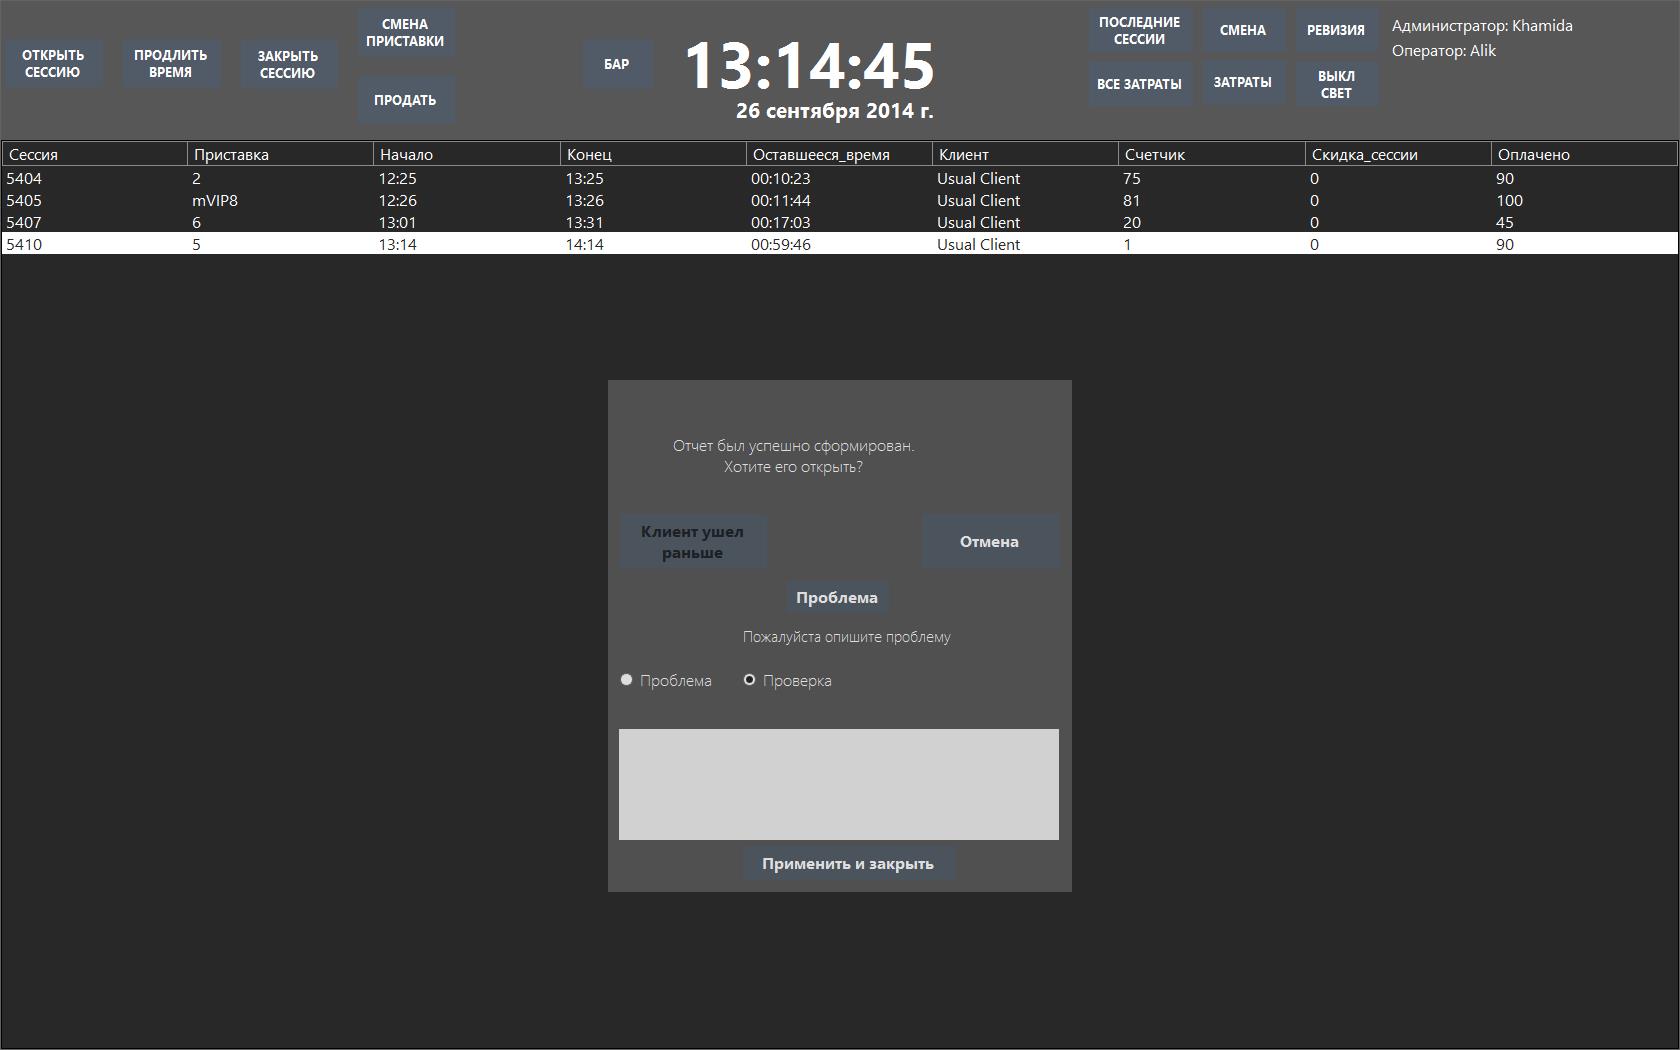 ОТКРЫТЬ
СЕССИЮ
ПРОДЛИТЬ
ВРЕМЯ
ЗАКРЫТЬ
СЕССИЮ
СМЕНА
ПРИСТАВКИ
ПРОДАТЬ
БАР
13:14:45
26 сентября 2014 г.
ПОСЛЕДНИЕ
СЕССИИ
СМЕНА
РЕВИЗИЯ
ВСЕ ЗАТРАТЫ
ЗАТРАТЫ
ВЫКЛ
СВЕТ
Администратор: Khamida
Оператор: Alik
Сессия Приставка Начало Конец Оставшееся_время Клиент Счетчик Скидка_сессии Оплачено
5404 2 12:25 13:25 00:10:23 Usual Client 75 0 90
5405 mVIP8 12:26 13:26 00:11:44 Usual Client 81 0 100
5407 6 13:01 13:31 00:17:03 Usual Client 20 0 45
5410 5 13:14 14:14 00:59:46 Usual Client 1 0 90
Отчет был успешно сформирован.
Хотите его открыть?
Клиент ушел
раньше
Отмена
Проблема
Пожалуйста опишите проблему
Проблема Проверка
Применить и закрыть